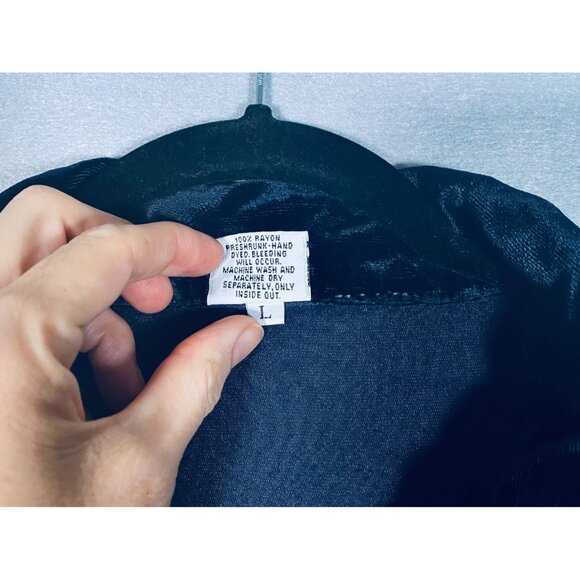 100% RAYON
PRESHRUNK-HAND
DYED. BLEEDING
WILL OCCUR.
MACHINE WASH AND
MACHINE DRY
SEPARATELY, ONLY
INSIDE OUT.
L